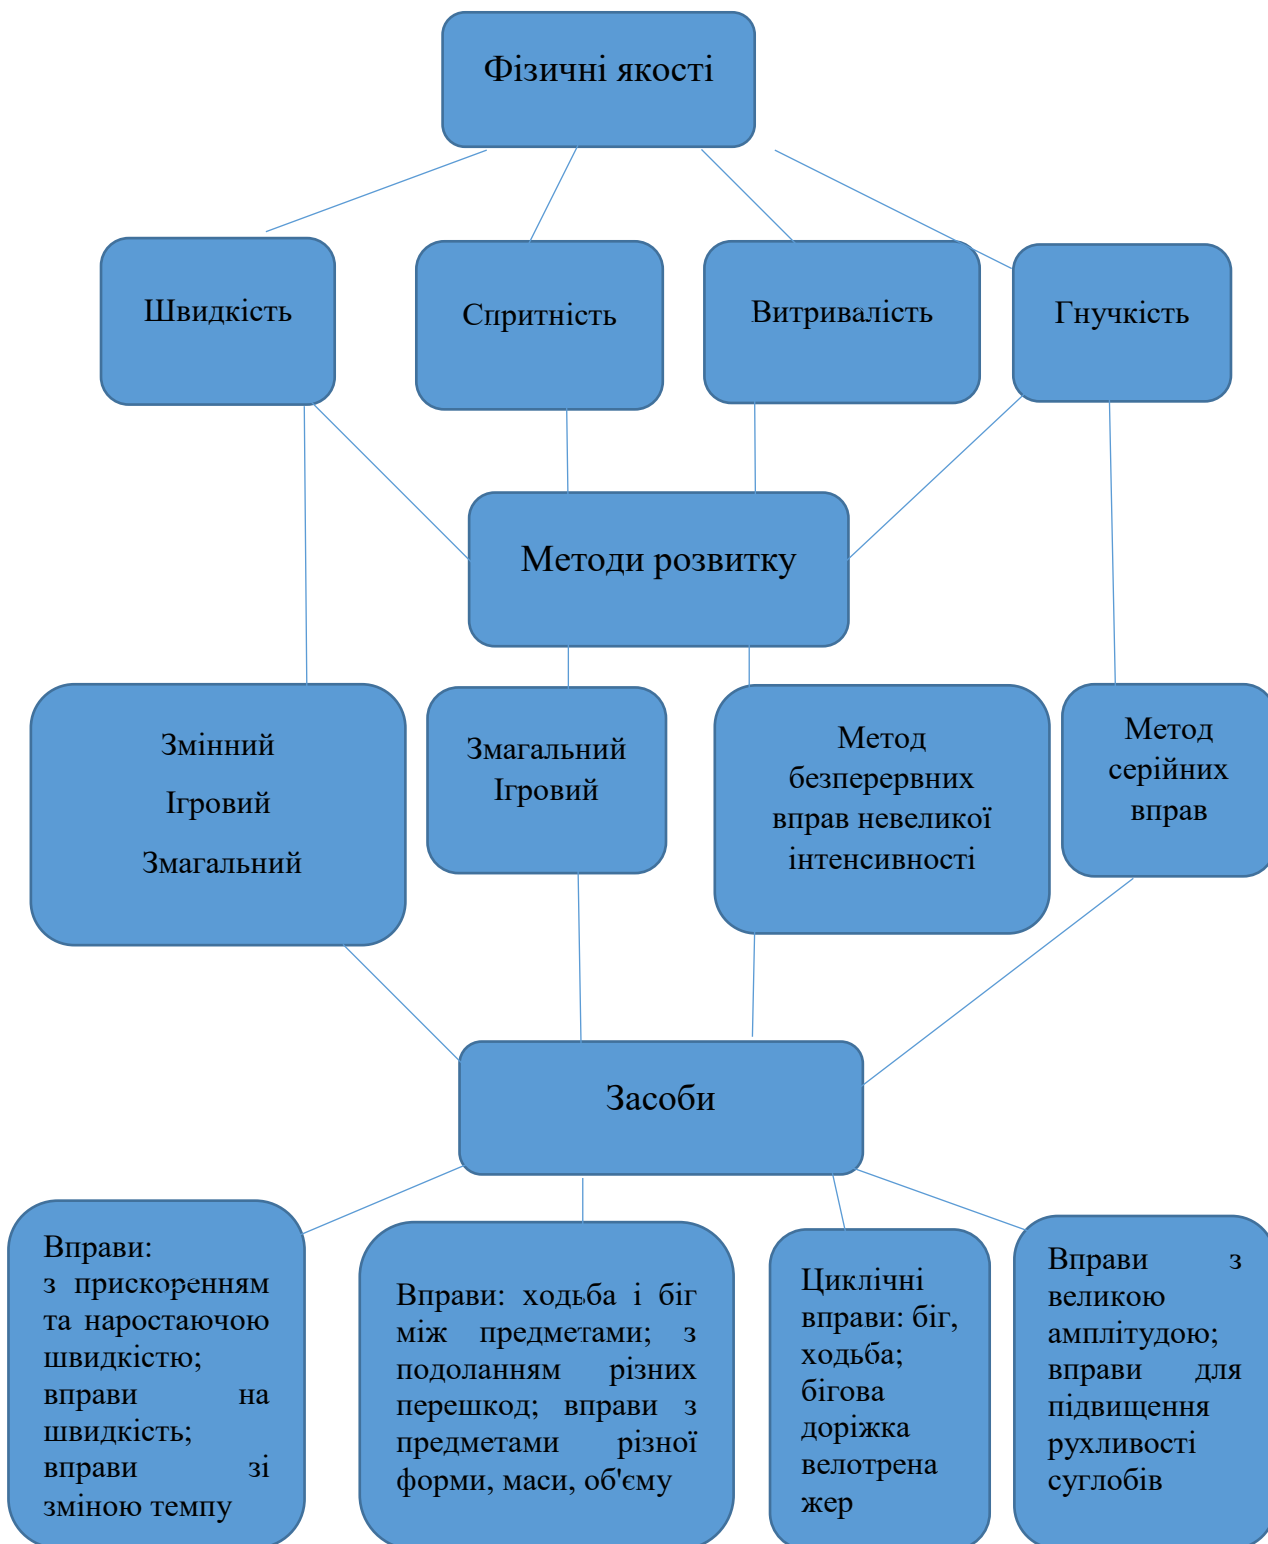 Фізичні якості
Швидкість
Спритність
Витривалість
Гнучкість
Методи розвитку
Змінний
Ігровий
Змагальний
Змагальний
Ігровий
Метод
безперервних
вправ невеликої
інтенсивності
Метод
серійних
вправ
Засоби
Вправи:
з прискоренням
та наростаючою
швидкістю;
вправи на
швидкість;
вправи зі
зміною темпу
Вправи: ходьба і біг
між предметами; з
подоланням різних
перешкод; вправи з
предметами різної
форми, маси, об'єму
Циклічні
вправи: біг,
ходьба;
бігова
доріжка
велотрена
жер
Вправи з
великою
амплітудою;
вправи для
підвищення
рухливості
суглобів